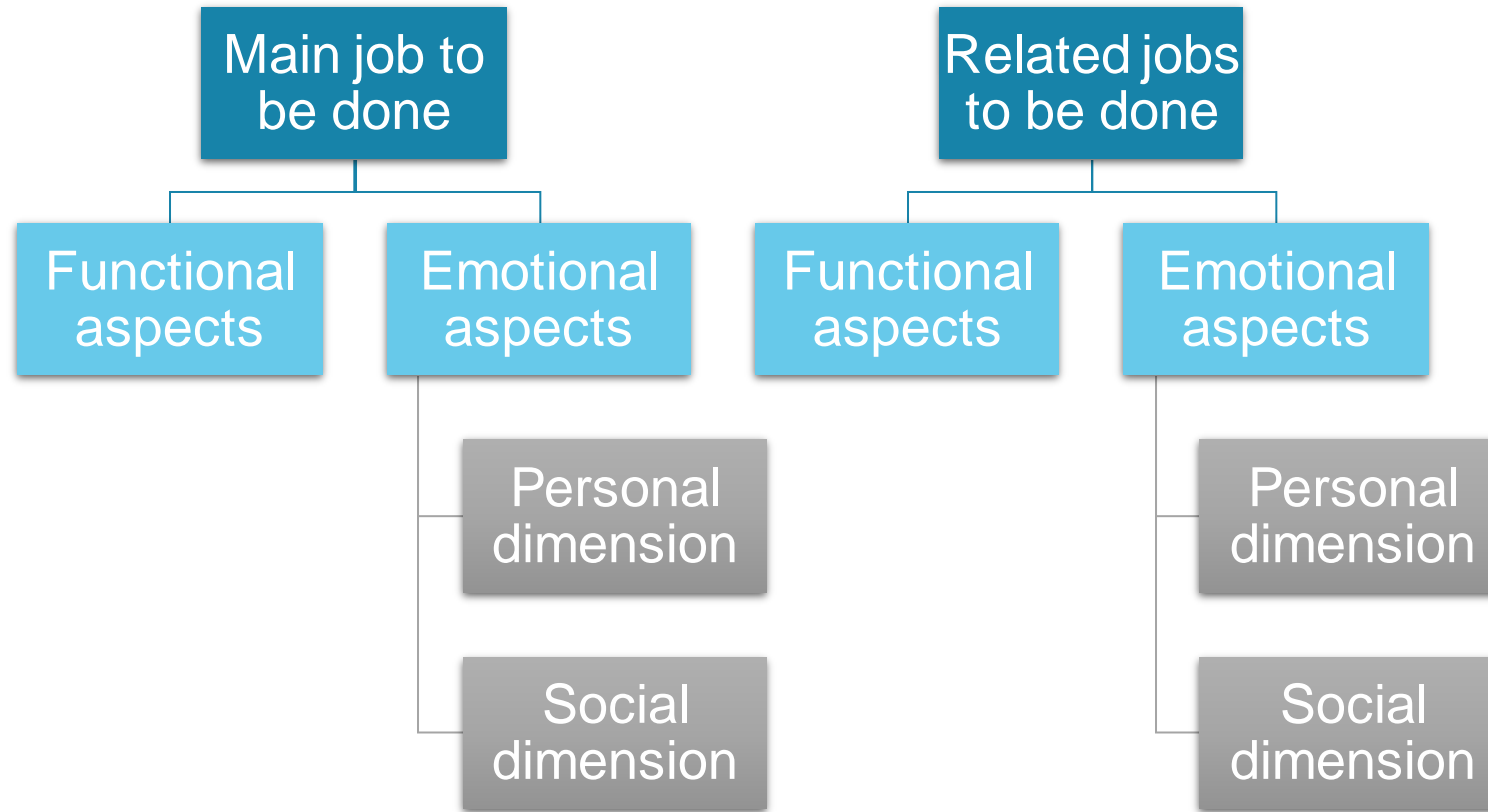 Main job to
be done
Related jobs
to be done
Functional
aspects
Emotional
aspects
Functional
aspects
Emotional
aspects
Personal
dimension
Personal
dimension
Social
dimension
Social
dimension